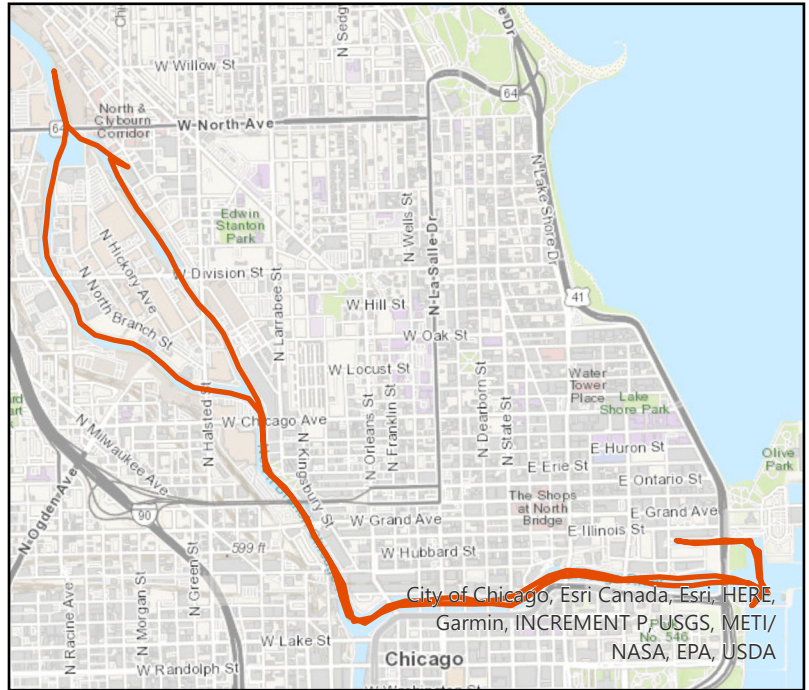 W Willow St
N Sedg
e Dr
64
North &
Clybourn
Corridor
64
W-North-Ave
N Lake Shore Dr
N Wells St
N-La-Salle-Dr
Edwin
Stanton
Park
N Hickory Ave
W Division St
N North Branch St
N Larrabee St
W Hill St
41
W Oak St
W Locust St
Water
Tower
Place
Lake
Shore Park
N Halsted St
W Chicago Ave
N Orleans St
N Franklin St
N Dearborn St
N State St
N Milwaukee Ave
N Kingsbury St
E Huron St
Olive
Park
E Erie St
E Ontario St
N-Ogden-Ave
90
The Shops
at North
Bridge
E Grand Ave
W Grand Ave
E Illinois St
599 ft
W Hubbard St
N Racine Ave
N Morgan St
N Green St
City of Chicago, Esri Canada, Esri, HERE,
Garmin, INCREMENT P, USGS, METI/
NASA, EPA, USDA
No. 546
W Lake St
Chicago
W Randolph St